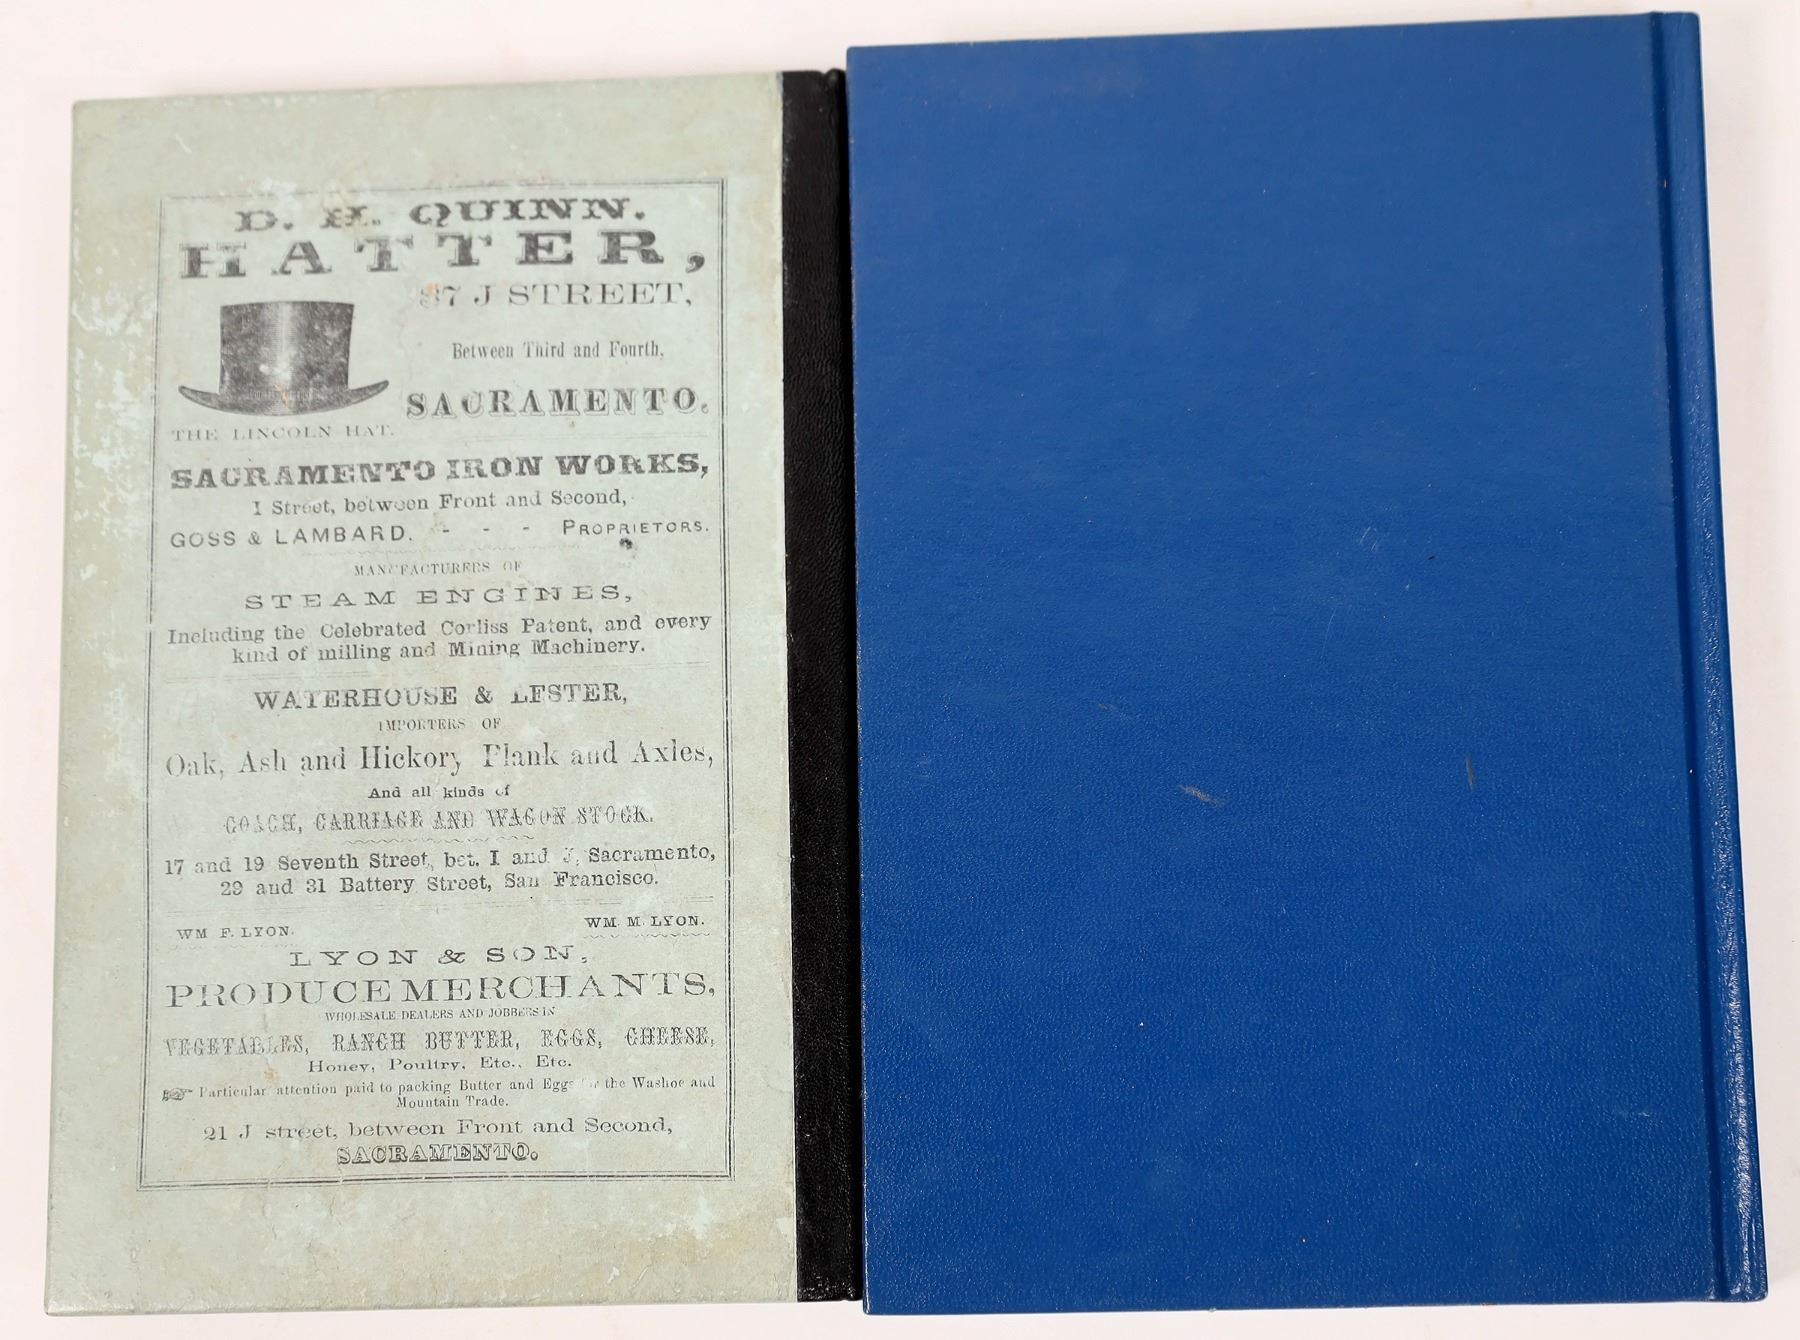 D. H. QUINN.
HATTER,
87 J STREET,
Between Third and Fourth,
SACRAMENTO.
THE LINCOLN HAT.
SACRAMENTO IRON WORKS,
I Street, between Front and Second,
GOSS & LAMBARD. - - - PROPRIETORS.
MANUFACTURERS OF
STEAM ENGINES,
Including the Celebrated Corliss Patent, and every
kind of milling and Mining Machinery.
WATERHOUSE & LESTER,
IMPORTERS OF
Oak, Ash and Hickory Plank and Axles,
And all kinds of
COACH, CARRIAGE AND WAGON STOCK.
17 and 19 Seventh Street, bet. I and J, Sacramento,
29 and 31 Battery Street, San Francisco.
WM F. LYON. WM. M. LYON.
LYON & SON,
PRODUCE MERCHANTS,
WHOLESALE DEALERS AND JOBBERS IN
VEGETABLES, RANCH BUTTER, EGGS, CHEESE,
Honey, Poultry, Etc., Etc.
Particular attention paid to packing Butter and Eggs for the Washoe and
Mountain Trade.
21 J street, between Front and Second,
SACRAMENTO.